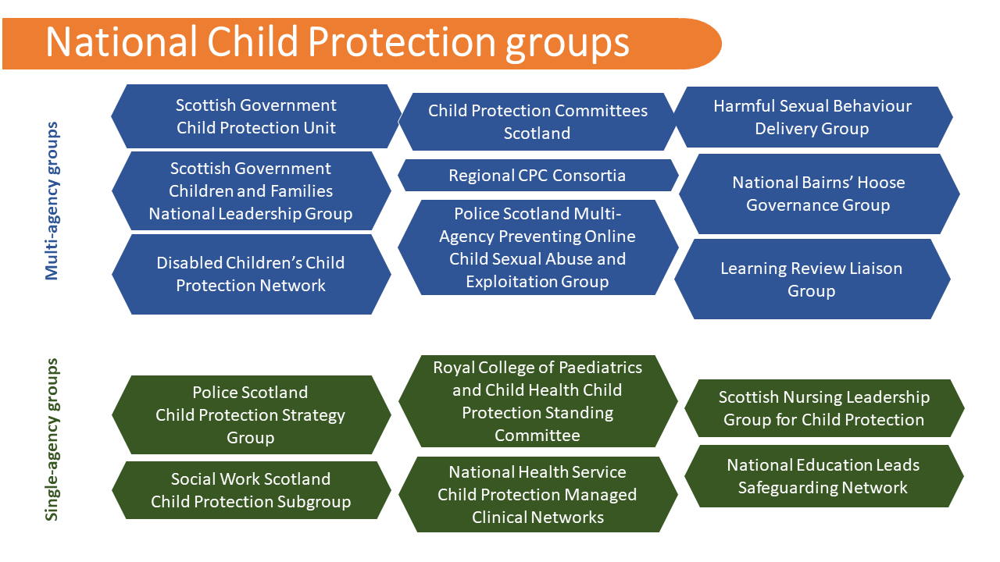 National Child Protection groups
Multi-agency groups
Scottish Government
Child Protection Unit
Scottish Government
Children and Families
National Leadership Group
Disabled Children’s Child
Protection Network
Child Protection Committees
Scotland
Regional CPC Consortia
Police Scotland Multi-
Agency Preventing Online
Child Sexual Abuse and
Exploitation Group
Harmful Sexual Behaviour
Delivery Group
National Bairns’ Hoose
Governance Group
Learning Review Liaison
Group
Single-agency groups
Police Scotland
Child Protection Strategy
Group
Social Work Scotland
Child Protection Subgroup
Royal College of Paediatrics
and Child Health Child
Protection Standing
Committee
National Health Service
Child Protection Managed
Clinical Networks
Scottish Nursing Leadership
Group for Child Protection
National Education Leads
Safeguarding Network